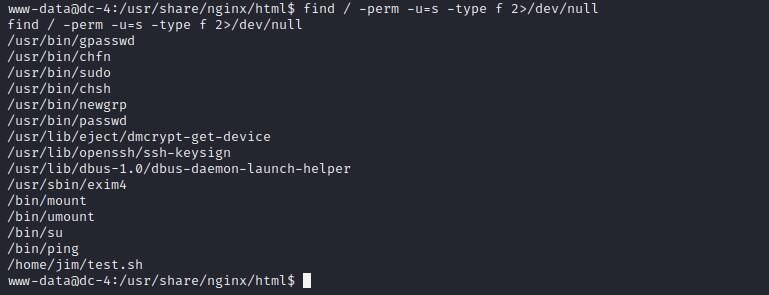 www-data@dc-4:/usr/share/nginx/html$ find / -perm -u=s -type f 2>/dev/null
find / -perm -u=s -type f 2>/dev/null
/usr/bin/gpasswd
/usr/bin/chfn
/usr/bin/sudo
/usr/bin/chsh
/usr/bin/newgrp
/usr/bin/passwd
/usr/lib/eject/dmcrypt-get-device
/usr/lib/openssh/ssh-keysign
/usr/lib/dbus-1.0/dbus-daemon-launch-helper
/usr/sbin/exim4
/bin/mount
/bin/umount
/bin/su
/bin/ping
/home/jim/test.sh
www-data@dc-4:/usr/share/nginx/html$